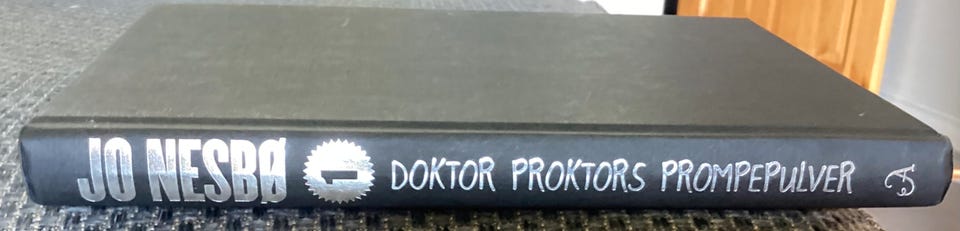 JO NESBØ 1 DOKTOR PROKTORS PROMPEPULVER A